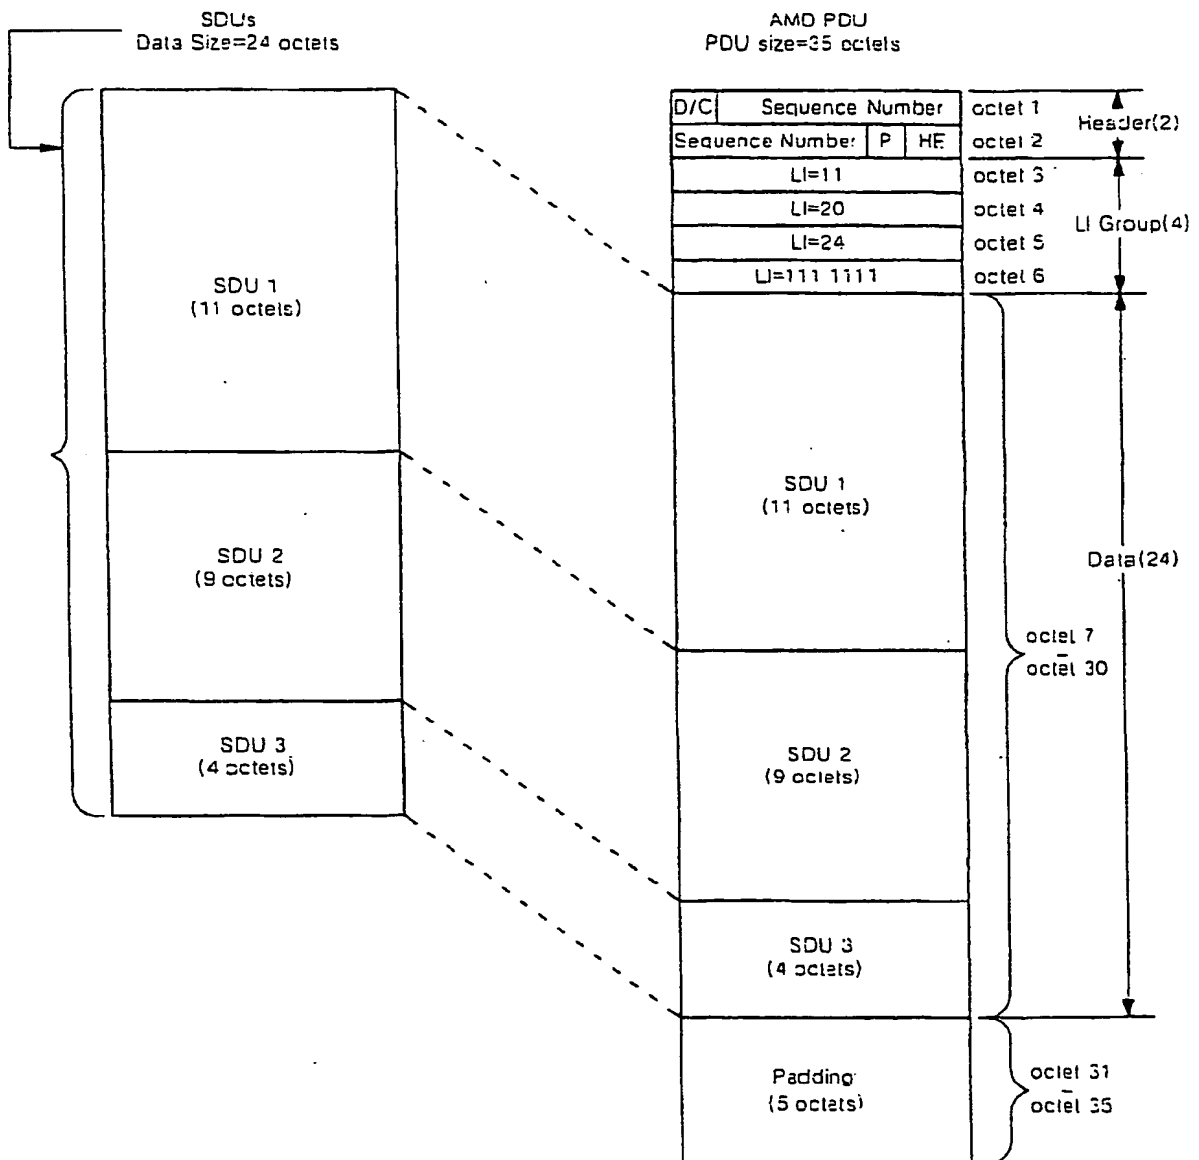 SDUs
Data Size=24 octets
SDU 1
(11 octets)
SDU 2
(9 octets)
SDU 3
(4 octets)
AMD PDU
PDU size=35 octets
D/C Sequence Number octet 1
Sequence Number P HE octet 2
Header(2)
LI=11 octet 3
LI=20 octet 4
LI=24 octet 5
LI=111 1111 octet 6
LI Group(4)
SDU 1
(11 octets)
SDU 2
(9 octets)
SDU 3
(4 octets)
Data(24)
octet 7
–
octet 30
Padding
(5 octets)
octet 31
–
octet 35